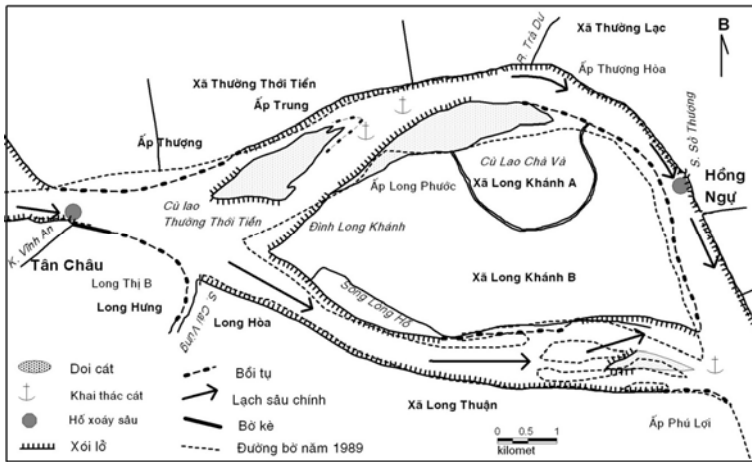 Xã Thường Lạc
B
R. Trà Dư
Ấp Thượng Hòa
Xã Thường Thới Tiền
Ấp Trung
Ấp Thượng
S. Sở Thượng
Cù Lao Chà Và
Hồng
Ngự
Xã Long Khánh A
Ấp Long Phước
Cù lao
Thường Thới Tiền
Đình Long Khánh
K. Vĩnh An
Tân Châu
Long Thị B
Long Hưng
S. Cái Vừng
Long Hòa
Sông Long Hồ
Xã Long Khánh B
Xã Long Thuận
Ấp Phú Lợi
Doi cát
Khai thác cát
Hố xoáy sâu
Xói lở
Bồi tụ
Lạch sâu chính
Bờ kè
Đường bờ năm 1989
0 0.5 1
kilomet